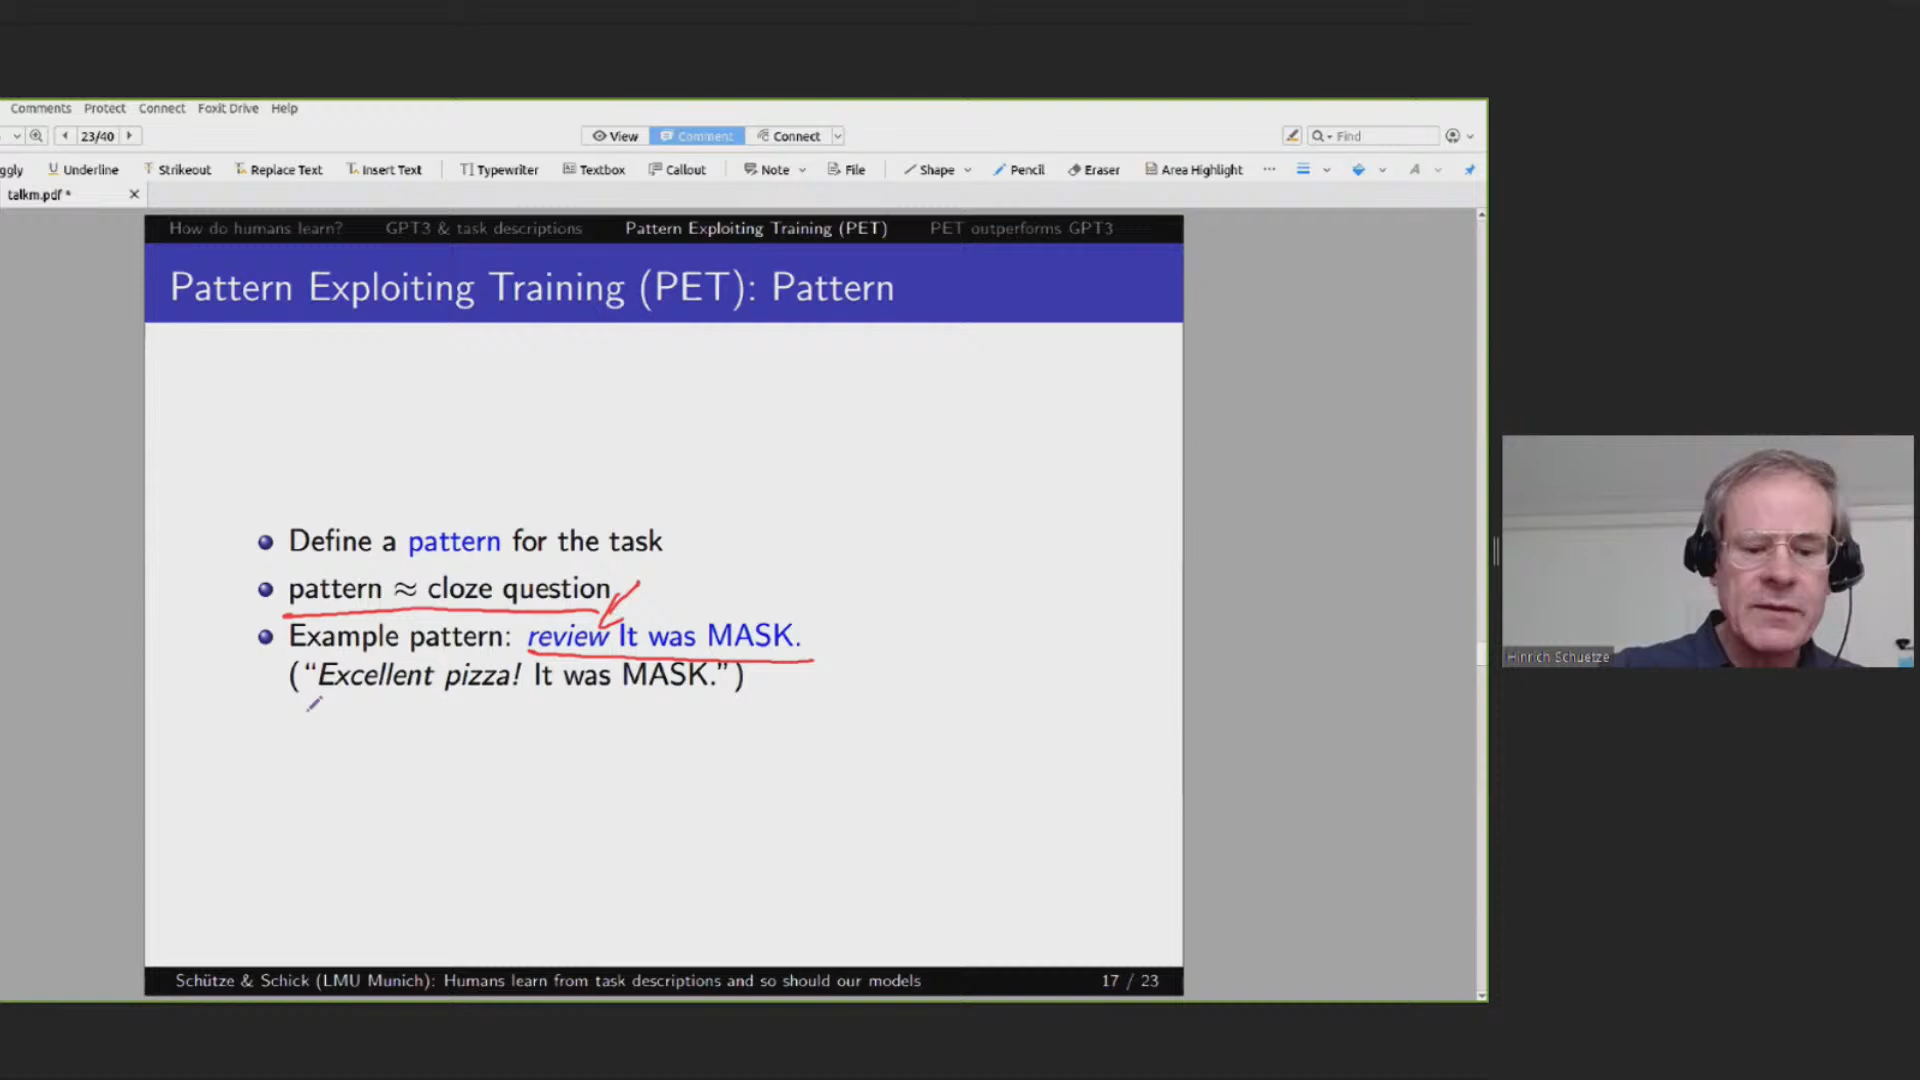 Comments Protect Connect Foxit Drive Help
23/40 View Comment Connect Find
ggly Underline Strikeout Replace Text Insert Text Typewriter Textbox Callout Note File Shape Pencil Eraser Area Highlight ...
talkm.pdf *
How do humans learn? GPT3 & task descriptions Pattern Exploiting Training (PET) PET outperforms GPT3
Pattern Exploiting Training (PET): Pattern
Define a pattern for the task
pattern ≈ cloze question
Example pattern: review It was MASK.
(“Excellent pizza! It was MASK.”)
Hinrich Schuetze
Schütze & Schick (LMU Munich): Humans learn from task descriptions and so should our models 17 / 23